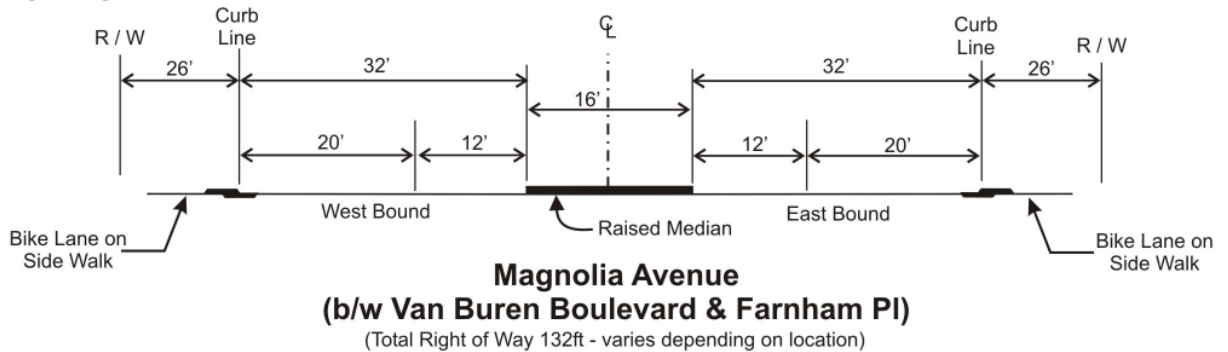 R / W
Curb
Line
℄
Curb
Line
R / W
26’
32’
16’
32’
26’
20’
12’
12’
20’
West Bound
East Bound
Raised Median
Bike Lane on
Side Walk
Bike Lane on
Side Walk
Magnolia Avenue
(b/w Van Buren Boulevard & Farnham Pl)
(Total Right of Way 132ft - varies depending on location)